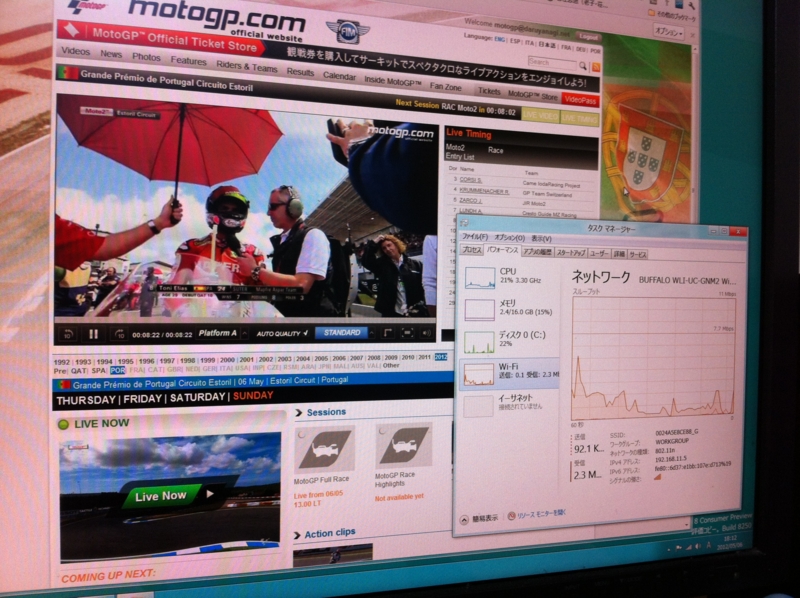 motogp.com
official website
FIM
Welcome motogp@daruyanagi.net
Logout
Language: ENG | ESP | ITA | 日本語 | FRA | DEU | POR
オプション
MotoGP™ Official Ticket Store
観戦券を購入してサーキットでスペクタクロなライブアクションをエンジョイしよう!
Videos News Photos Features Riders & Teams Results Calendar Inside MotoGP™ Fan Zone Tickets MotoGP™ Store VideoPass
Search
Grande Prémio de Portugal Circuito Estoril
Next Session RAC Moto2 in 00:08:02
LIVE VIDEO LIVE TIMING
Moto2 Estoril Circuit
motogp.com
Live Timing
Moto2 Race
Entry List
Name Team
3 CORSI S. Came IodaRacing Project
4 KRUMMENACHER R. GP Team Switzerland
5 ZARCO J. JiR Moto2
Toni Elias
00:08:22 / 00:08:22 Platform A AUTO QUALITY STANDARD
1992 | 1993 | 1994 | 1995 | 1996 | 1997 | 1998 | 1999 | 2000 | 2001 | 2002 | 2003 | 2004 | 2005 | 2006 | 2007 | 2008 | 2009 | 2010 | 2011 | 2012
Pre: QAT | SPA | POR | FRA | CAT | GBR | NED | GER | ITA | USA | INP | CZE | RSM | ARA | JPN | MAL | AUS | VAL | Other
Grande Prémio de Portugal Circuito Estoril | 06 May | Estoril Circuit | Portugal
THURSDAY | FRIDAY | SATURDAY | SUNDAY
LIVE NOW
Live Now
COMING UP NEXT:
Sessions
MotoGP Full Race
Live from 06/05
13.00 LT
MotoGP Race
Highlights
Not available yet
Action clips
タスク マネージャー
ファイル(F) オプション(O) 表示(V)
プロセス パフォーマンス アプリの履歴 スタートアップ ユーザー 詳細 サービス
CPU
21% 3.30 GHz
メモリ
2.4/16.0 GB (15%)
ディスク 0 (C:)
22%
Wi-Fi
送信: 0.1 受信: 2.3 M
イーサネット
接続されていません
ネットワーク
BUFFALO WLI-UC-GNM2 Wi...
スループット
11 Mbps
7.7 Mbps
60 秒
送信
92.1 K...
受信
2.3 M...
SSID: 0024A5E8CEB8_G
ワークグループ: WORKGROUP
ネットワークの種類: 802.11n
IPv4 アドレス: 192.168.11.5
IPv6 アドレス:
シグナルの強さ:
簡易表示
リソース モニターを開く
8 Consumer Preview
評価コピー。Build 8250
18:12
2012/05/06